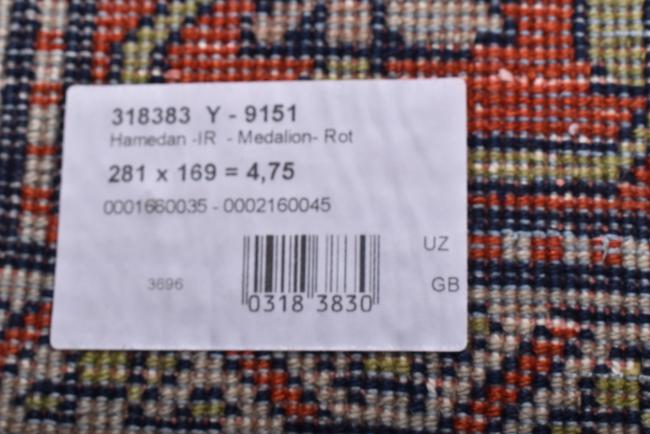 318383 Y - 9151
Hamedan -IR - Medalion- Rot
281 x 169 = 4,75
0001660035 - 0002160045
UZ
3696
GB
0318 3830